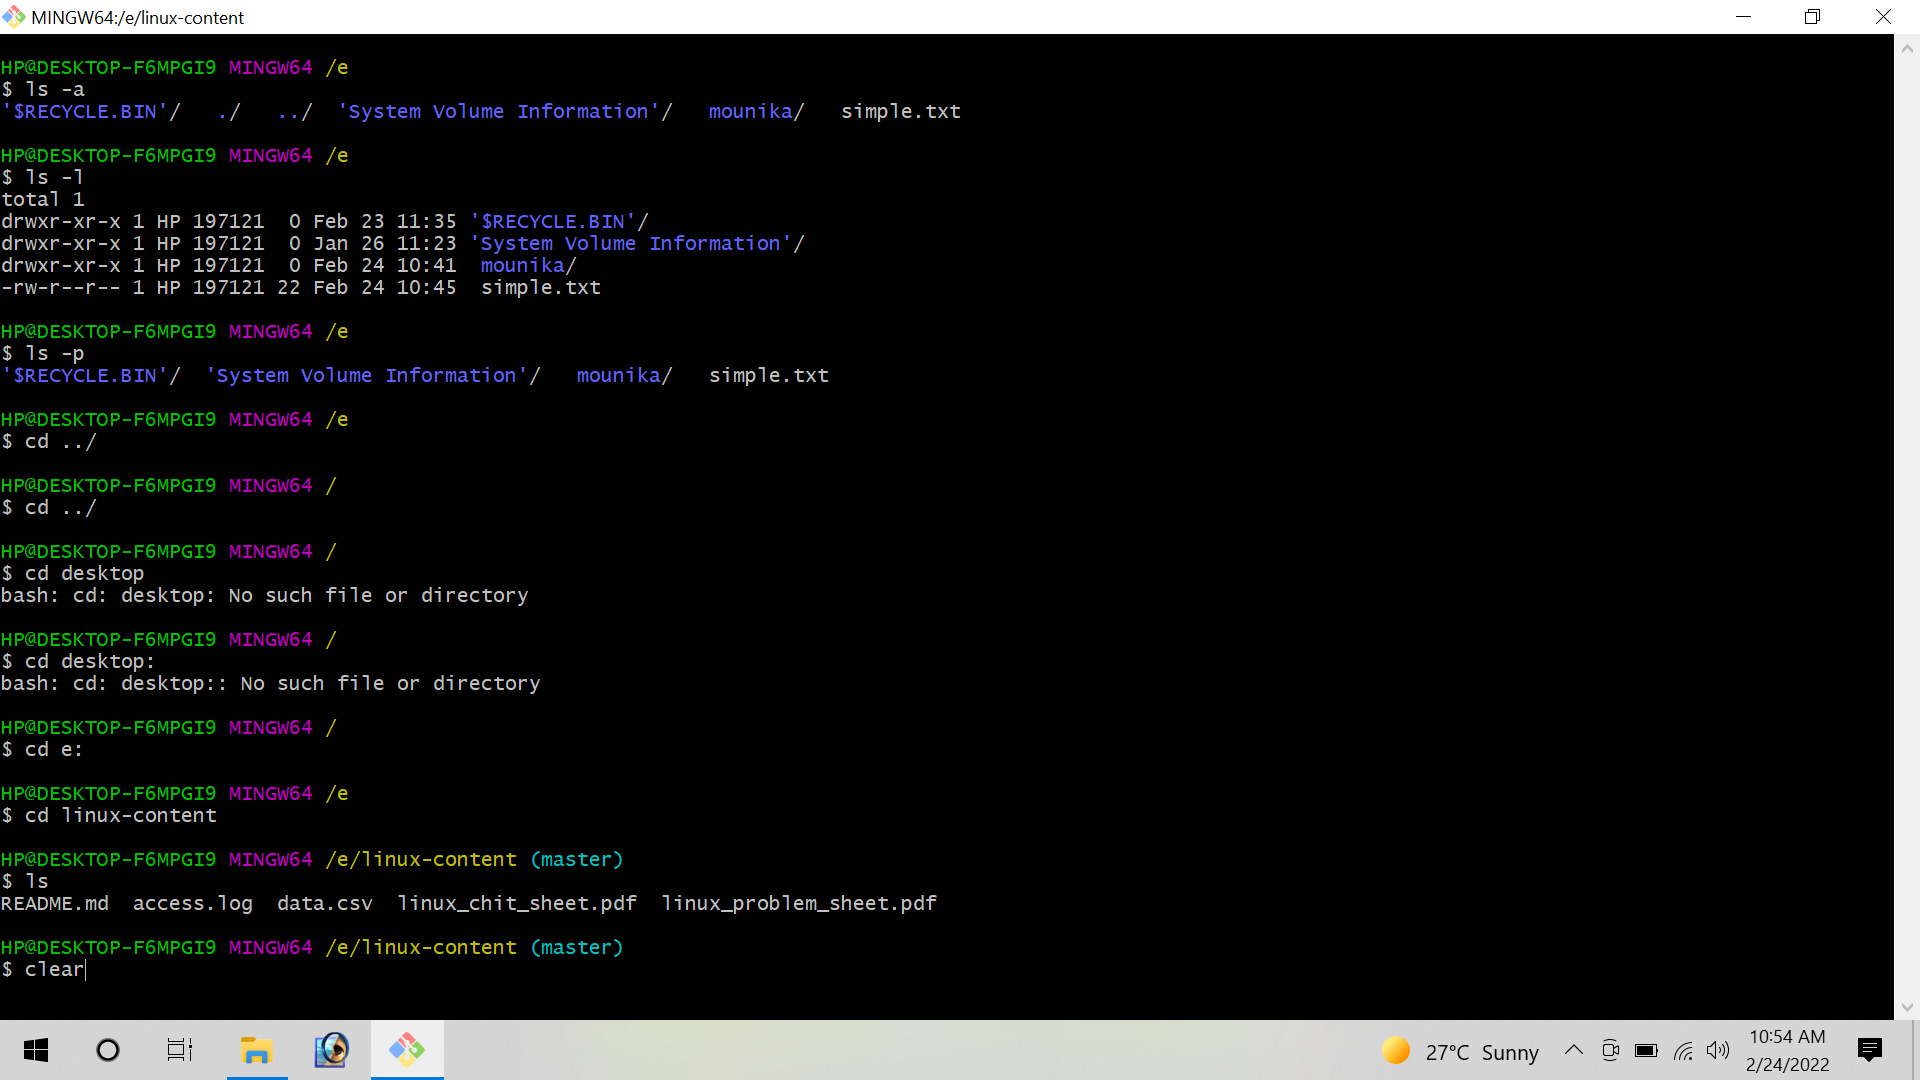 MINGW64:/e/linux-content
HP@DESKTOP-F6MPGI9 MINGW64 /e
$ ls -a
'$RECYCLE.BIN'/   ./   ../  'System Volume Information'/   mounika/   simple.txt
HP@DESKTOP-F6MPGI9 MINGW64 /e
$ ls -l
total 1
drwxr-xr-x 1 HP 197121  0 Feb 23 11:35 '$RECYCLE.BIN'/
drwxr-xr-x 1 HP 197121  0 Jan 26 11:23 'System Volume Information'/
drwxr-xr-x 1 HP 197121  0 Feb 24 10:41  mounika/
-rw-r--r-- 1 HP 197121 22 Feb 24 10:45  simple.txt
HP@DESKTOP-F6MPGI9 MINGW64 /e
$ ls -p
'$RECYCLE.BIN'/  'System Volume Information'/   mounika/   simple.txt
HP@DESKTOP-F6MPGI9 MINGW64 /e
$ cd ../
HP@DESKTOP-F6MPGI9 MINGW64 /
$ cd ../
HP@DESKTOP-F6MPGI9 MINGW64 /
$ cd desktop
bash: cd: desktop: No such file or directory
HP@DESKTOP-F6MPGI9 MINGW64 /
$ cd desktop:
bash: cd: desktop:: No such file or directory
HP@DESKTOP-F6MPGI9 MINGW64 /
$ cd e:
HP@DESKTOP-F6MPGI9 MINGW64 /e
$ cd linux-content
HP@DESKTOP-F6MPGI9 MINGW64 /e/linux-content (master)
$ ls
README.md  access.log  data.csv  linux_chit_sheet.pdf  linux_problem_sheet.pdf
HP@DESKTOP-F6MPGI9 MINGW64 /e/linux-content (master)
$ clear
27°C Sunny
10:54 AM
2/24/2022